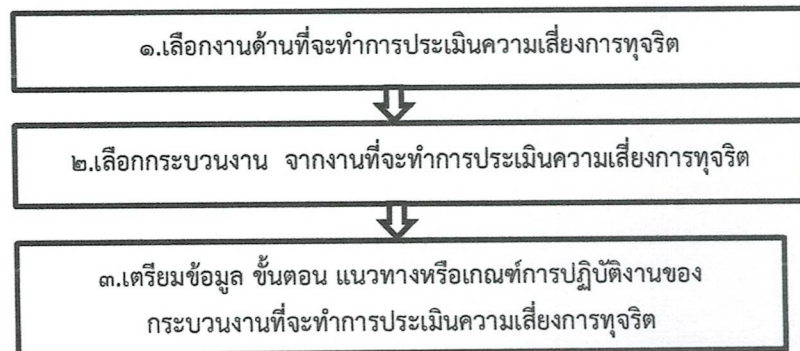 ๑.เลือกงานด้านที่จะทำการประเมินความเสี่ยงการทุจริต
๒.เลือกกระบวนงาน จากงานที่จะทำการประเมินความเสี่ยงการทุจริต
๓.เตรียมข้อมูล ขั้นตอน แนวทางหรือเกณฑ์การปฏิบัติงานของ
กระบวนงานที่จะทำการประเมินความเสี่ยงการทุจริต